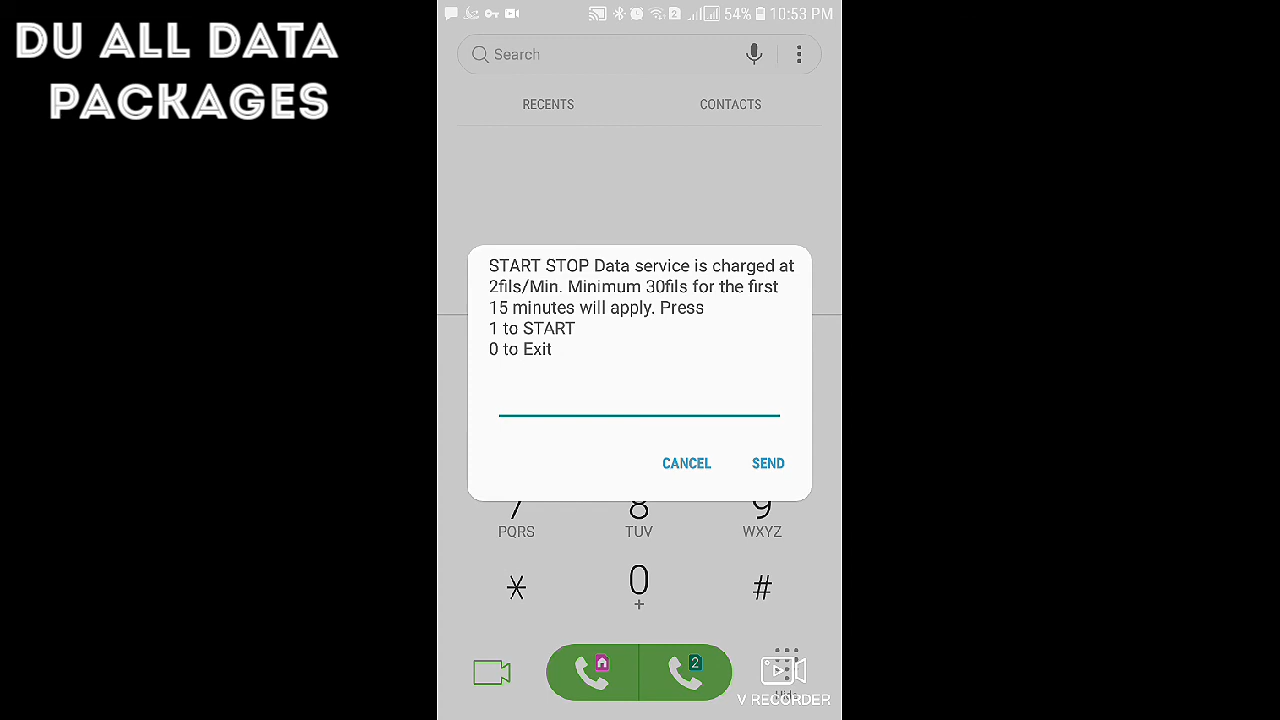 DU ALL DATA
PACKAGES
2 54% 10:53 PM
Search
RECENTS
CONTACTS
START STOP Data service is charged at
2fils/Min. Minimum 30fils for the first
15 minutes will apply. Press
1 to START
0 to Exit
CANCEL SEND
7 8 9
PQRS TUV WXYZ
* 0 #
+
2
V RECORDER